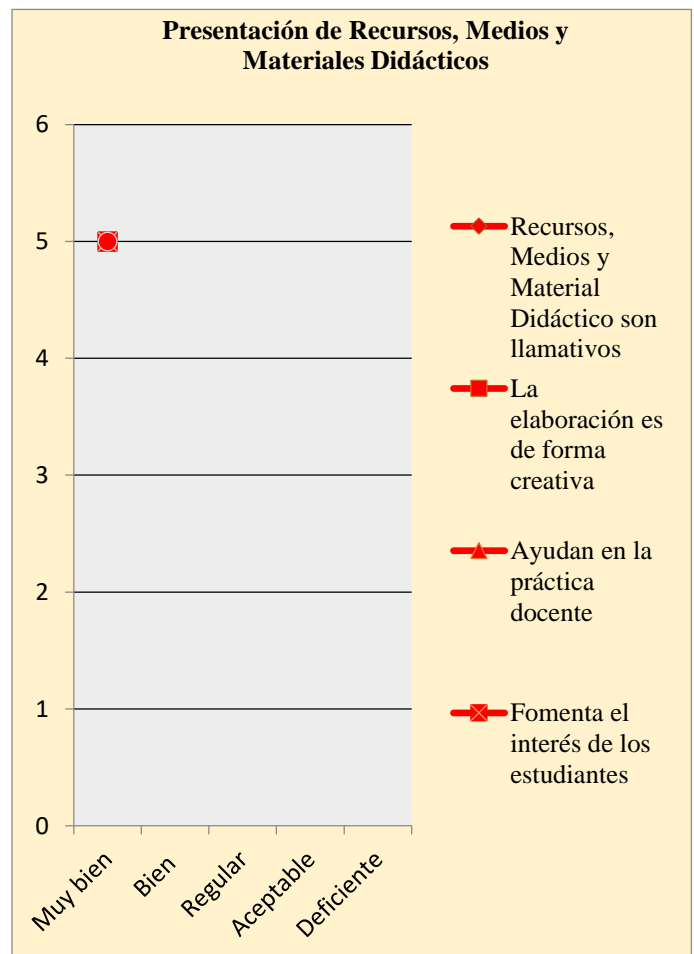 Presentación de Recursos, Medios y
Materiales Didácticos
6
5
4
3
2
1
0
Muy bien
Bien
Regular
Aceptable
Deficiente
Recursos,
Medios y
Material
Didáctico son
llamativos
La
elaboración es
de forma
creativa
Ayudan en la
práctica
docente
Fomenta el
interés de los
estudiantes